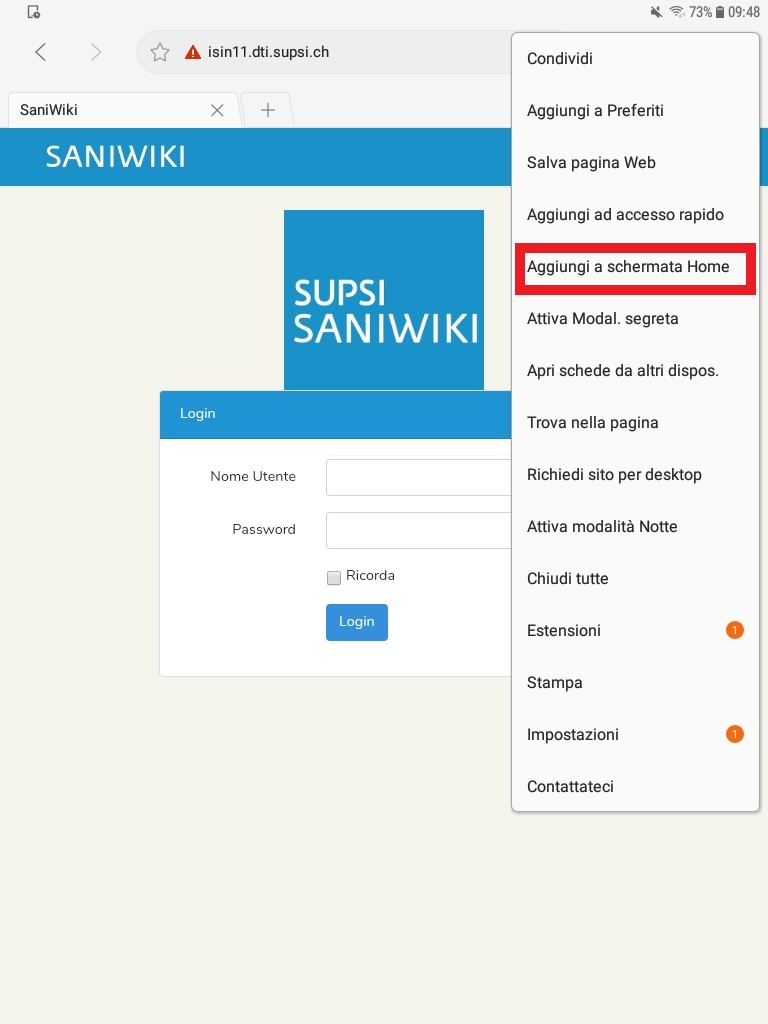 73% 09:48
isin11.dti.supsi.ch
SaniWiki
SANIWIKI
SUPSI
SANIWIKI
Login
Nome Utente
Password
Ricorda
Login
Condividi
Aggiungi a Preferiti
Salva pagina Web
Aggiungi ad accesso rapido
Aggiungi a schermata Home
Attiva Modal. segreta
Apri schede da altri dispos.
Trova nella pagina
Richiedi sito per desktop
Attiva modalità Notte
Chiudi tutte
Estensioni 1
Stampa
Impostazioni 1
Contattateci